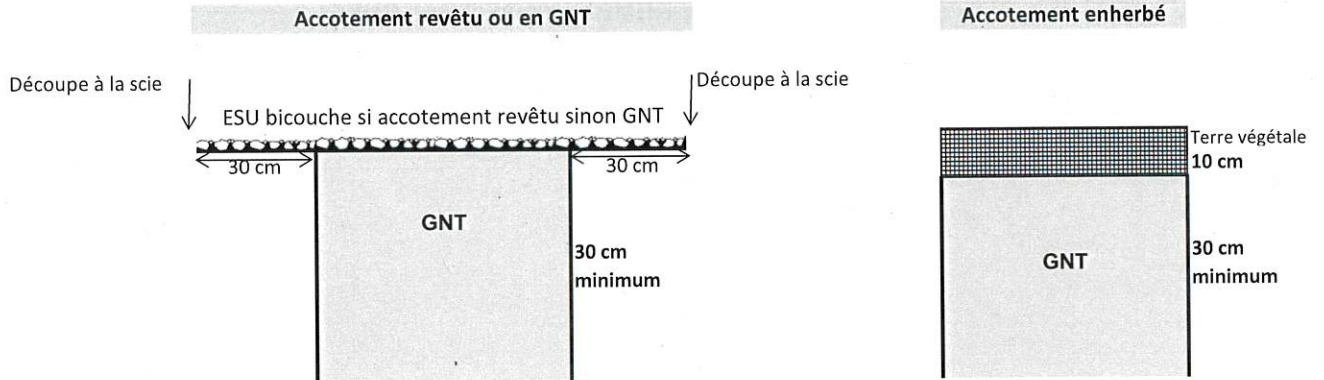 Accotement revêtu ou en GNT
Découpe à la scie
Découpe à la scie
ESU bicouche si accotement revêtu sinon GNT
30 cm
30 cm
GNT
30 cm
minimum
Accotement enherbé
Terre végétale
10 cm
GNT
30 cm
minimum